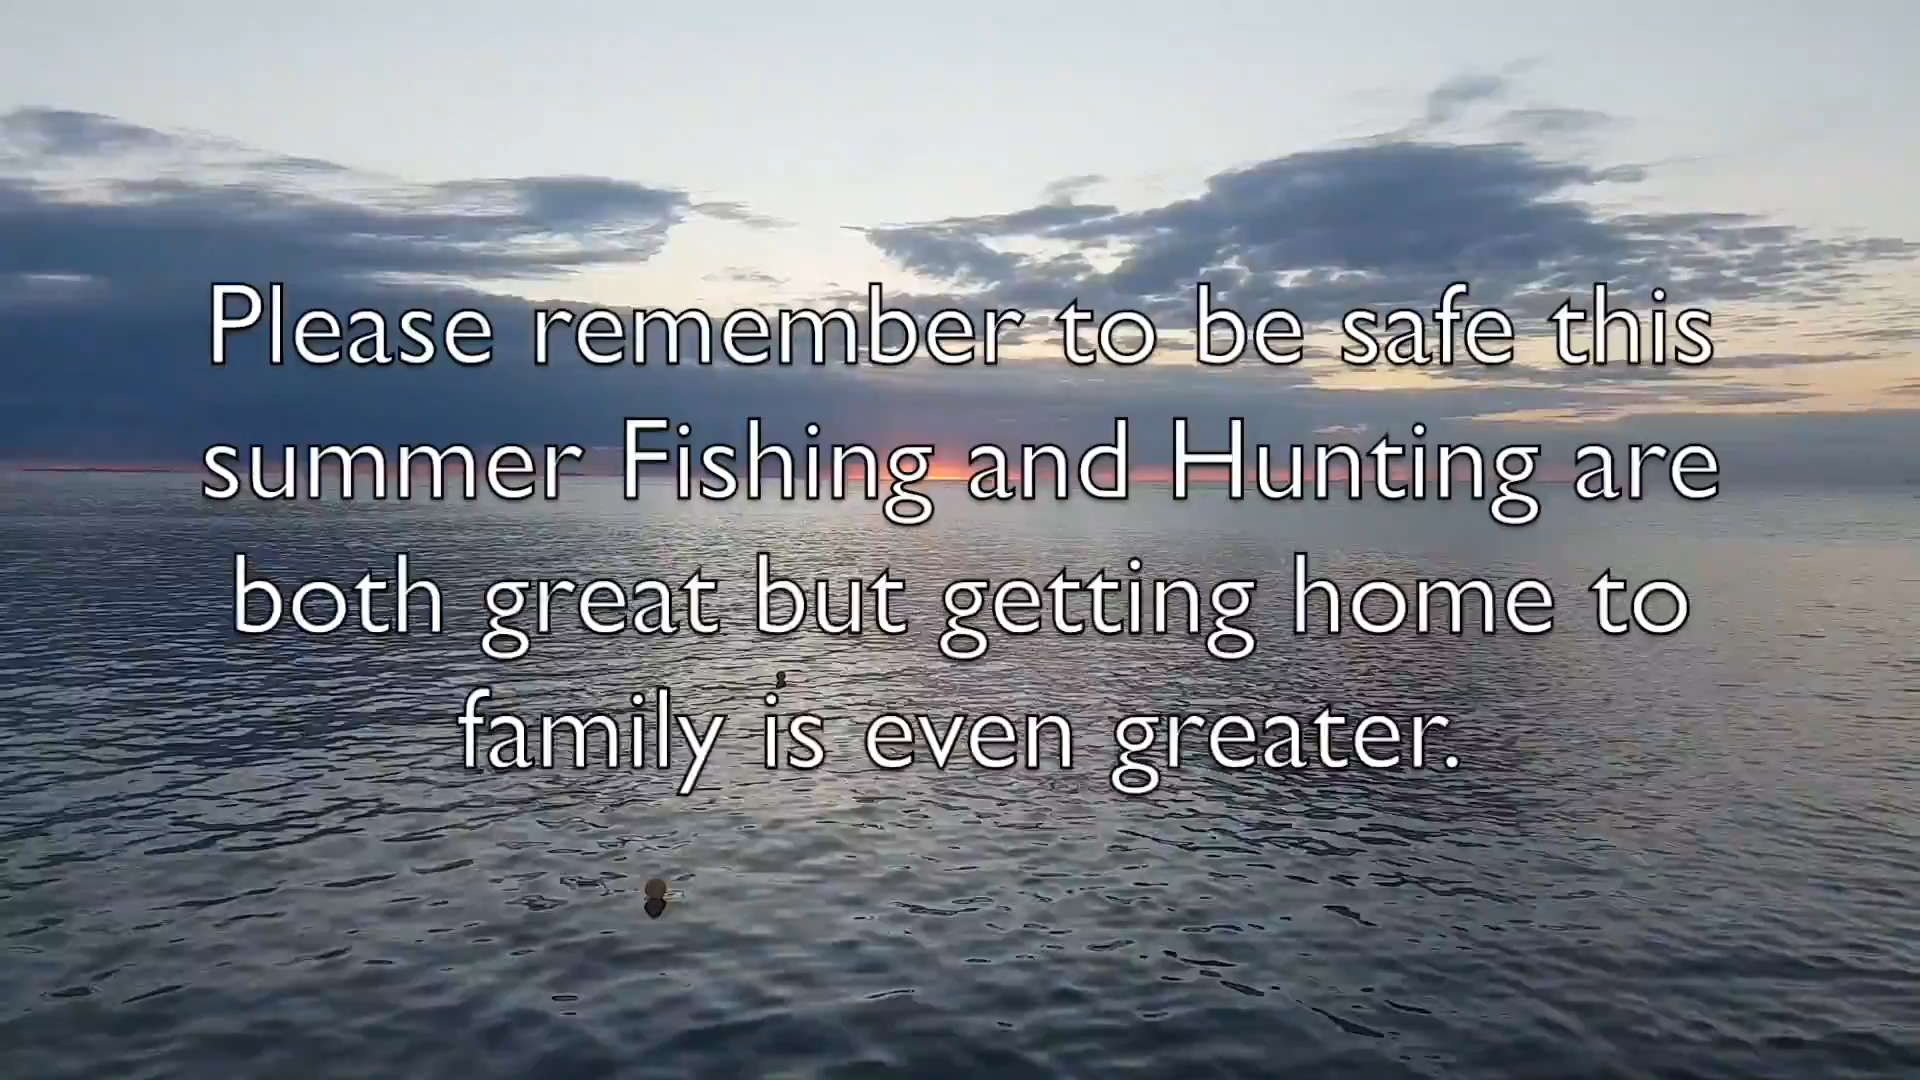 Please remember to be safe this
summer Fishing and Hunting are
both great but getting home to
family is even greater.